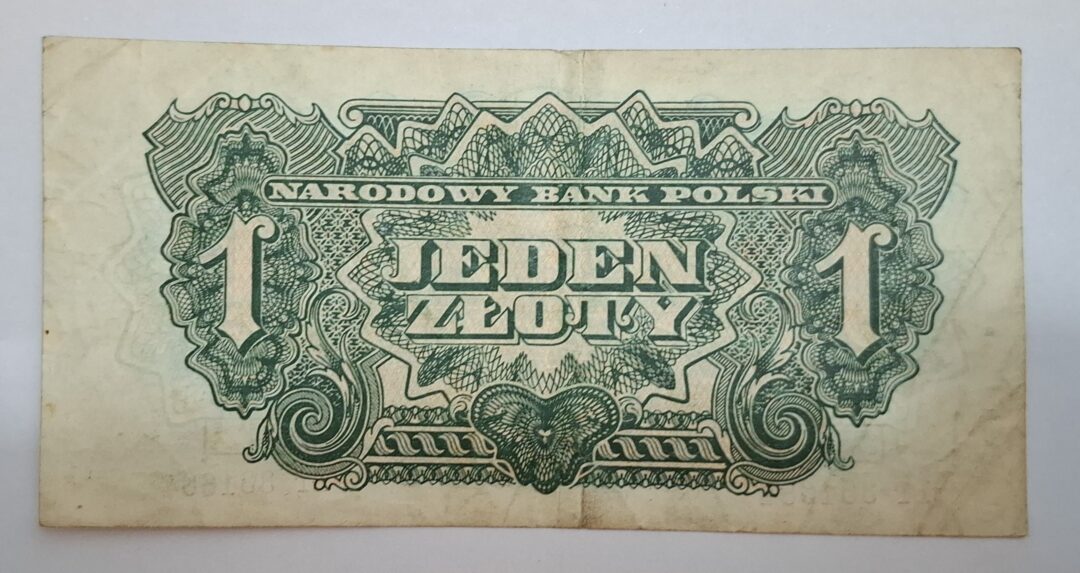 NARODOWY BANK POLSKI
1 JEDEN 1
ZŁOTY